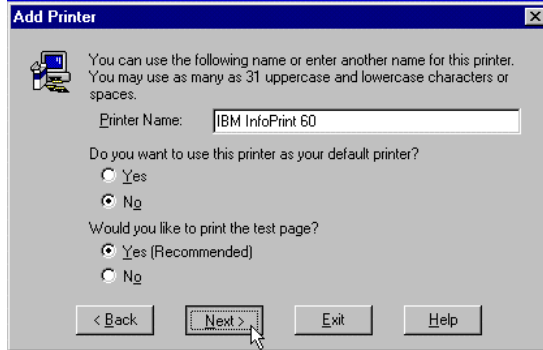 Add Printer
You can use the following name or enter another name for this printer.
You may use as many as 31 uppercase and lowercase characters or
spaces.
Printer Name: IBM InfoPrint 60
Do you want to use this printer as your default printer?
Yes
No
Would you like to print the test page?
Yes (Recommended)
No
< Back Next > Exit Help